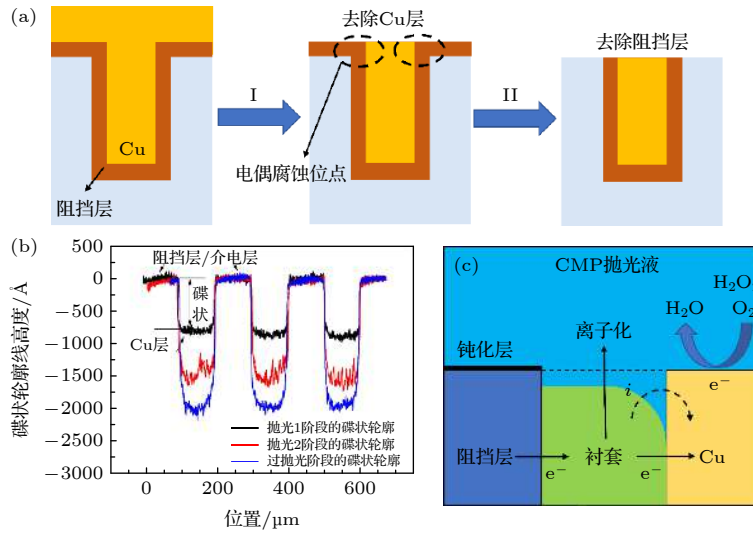 (a)
去除Cu层
去除阻挡层
I
II
Cu
阻挡层
电偶腐蚀位点
(b)
500
0
−500
−1000
−1500
−2000
−2500
−3000
碟状轮廓线高度/Å
阻挡层/介电层
碟
状
Cu层
抛光1阶段的碟状轮廓
抛光2阶段的碟状轮廓
过抛光阶段的碟状轮廓
0
200
400
600
位置/μm
(c)
CMP抛光液
H₂O
H₂O
O₂
离子化
钝化层
e⁻
i
阻挡层
衬套
Cu
e⁻
e⁻